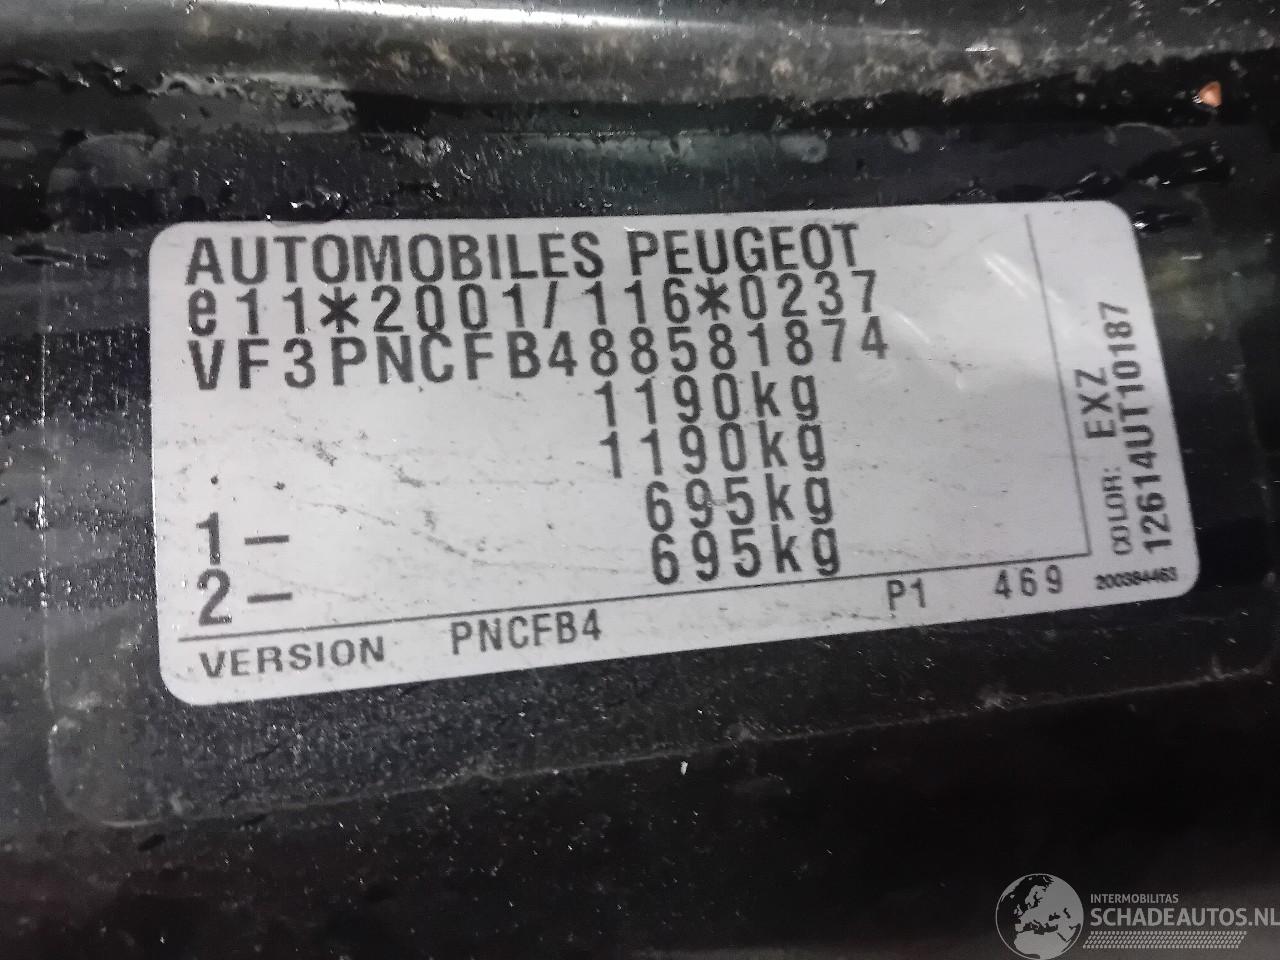 AUTOMOBILES PEUGEOT
e11*2001/116*0237
VF3PNCFB488581874
1190kg
1190kg
1- 695kg
2- 695kg
VERSION PNCFB4 P1 469
COLOR: EXZ
12614UT10187
200384463
INTERMOBILITAS
SCHADEAUTOS.NL